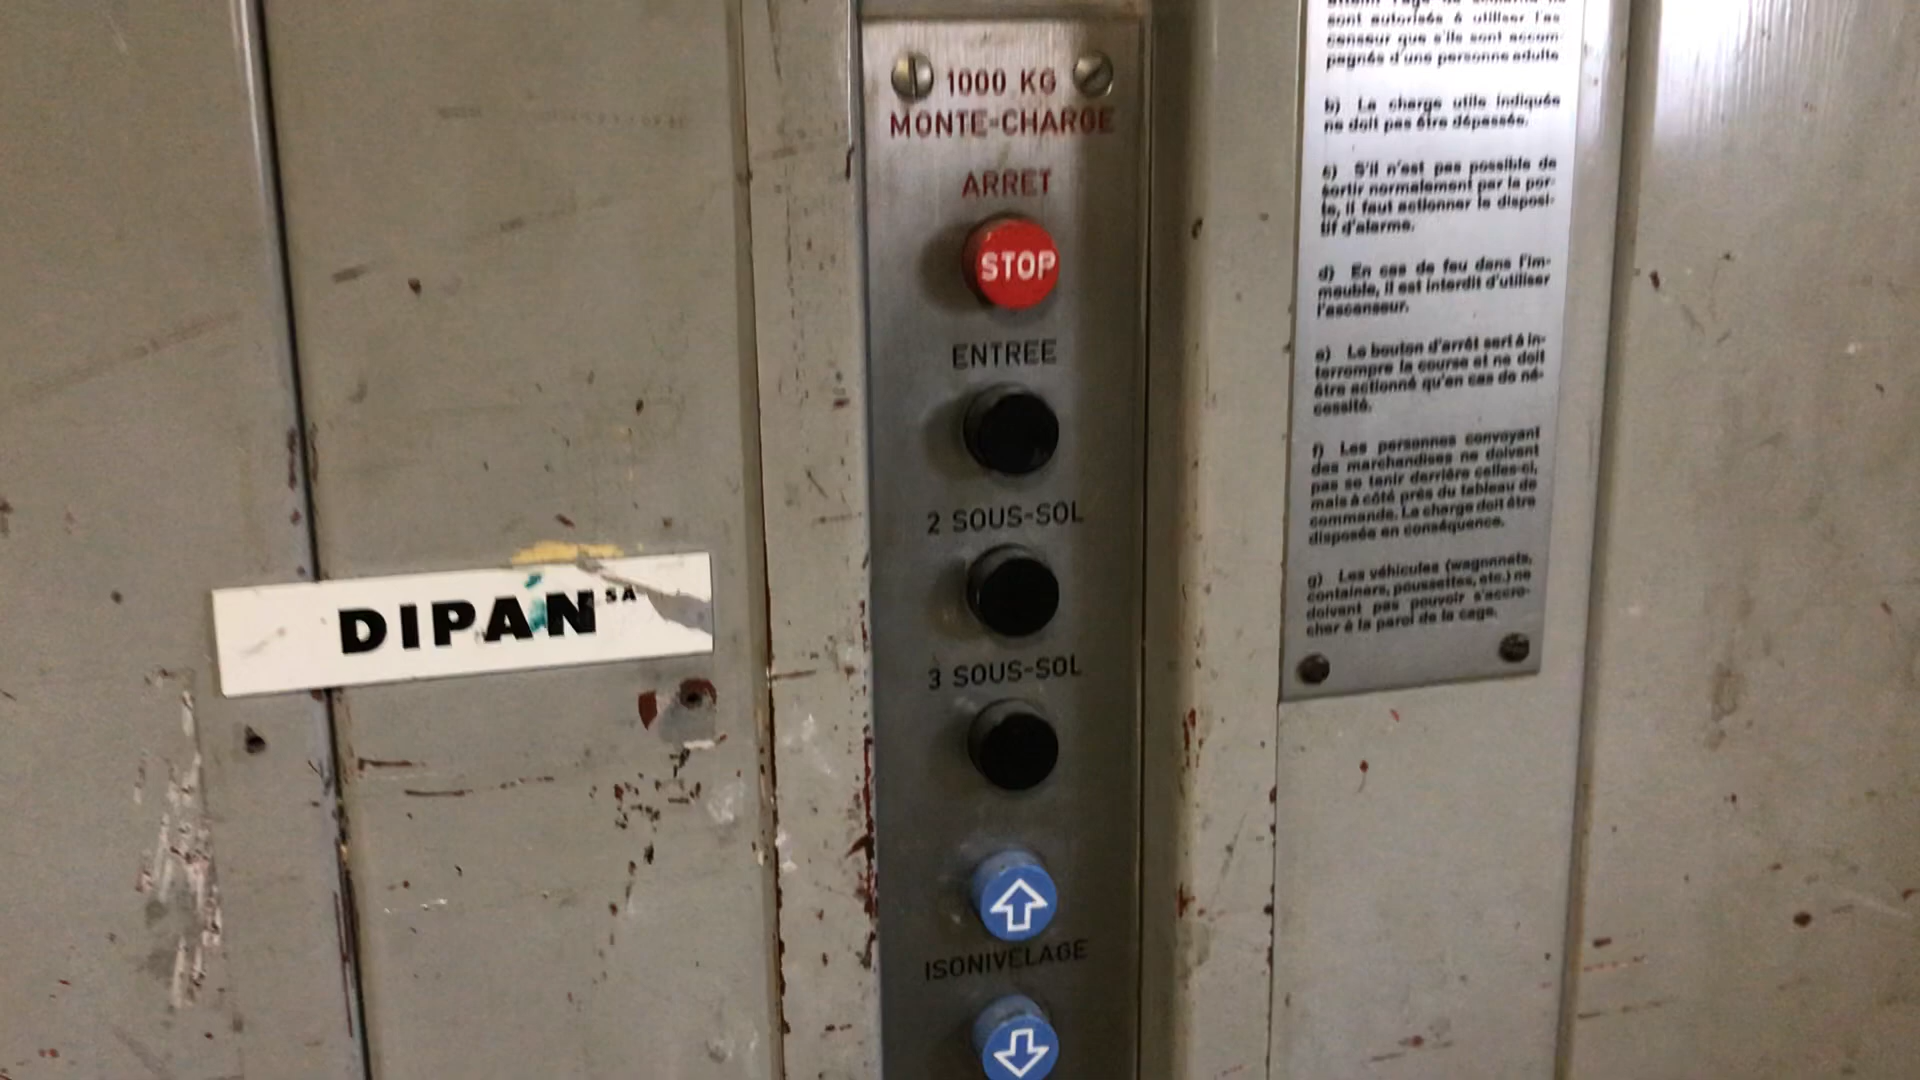 1000 KG
MONTE-CHARGE
ARRET
STOP
ENTREE
2 SOUS-SOL
3 SOUS-SOL
ISONIVELAGE
DIPAN SA
sont autorisés à utiliser l'as
censeur que s'ils sont accom-
pagnés d'une personne adulte
b) La charge utile indiquée
ne doit pas être dépassée.
c) S'il n'est pas possible de
sortir normalement par la por-
te, il faut actionner le disposi-
tif d'alarme.
d) En cas de feu dans l'im-
meuble, il est interdit d'utiliser
l'ascenseur.
e) Le bouton d'arrêt sert à in-
terrompre la course et ne doit
être actionné qu'en cas de né-
cessité.
f) Les personnes convoyant
des marchandises ne doivent
pas se tenir derrière celles-ci,
mais à côté près du tableau de
commande. La charge doit être
disposée en conséquence.
g) Les véhicules (wagonnets,
containers, poussettes, etc.) ne
doivent pas pouvoir s'accro-
cher à la paroi de la cage.